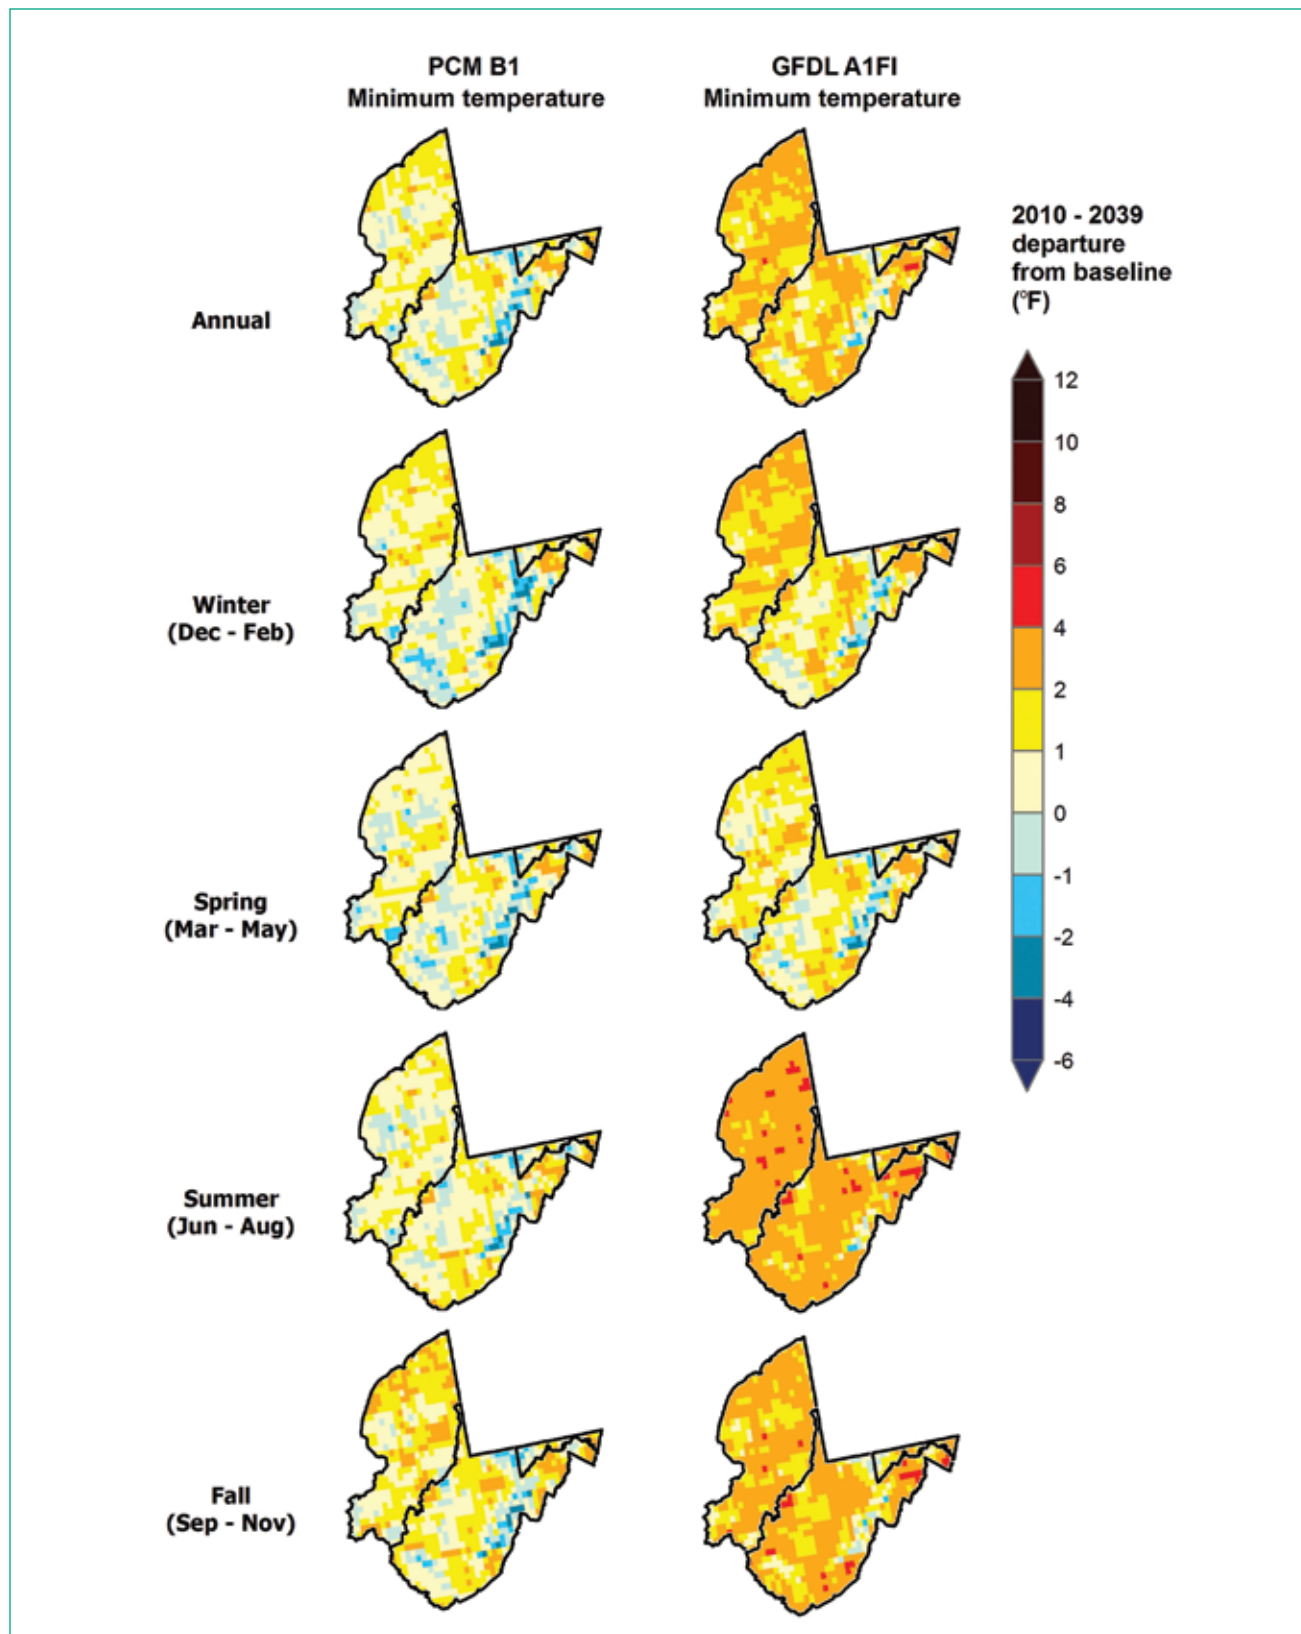 PCM B1
Minimum temperature
GFDL A1FI
Minimum temperature
2010 - 2039
departure
from baseline
(°F)
Annual
12
10
8
6
Winter
(Dec - Feb)
4
2
1
0
-1
Spring
(Mar - May)
-2
-4
-6
Summer
(Jun - Aug)
Fall
(Sep - Nov)